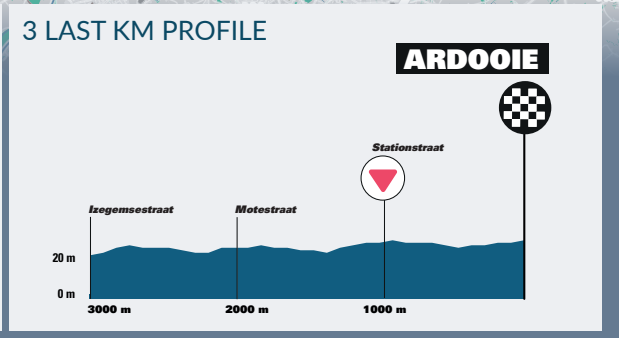 3 LAST KM PROFILE
ARDOOIE
Stationstraat
Izegemsestraat
Motestraat
20 m
0 m
3000 m
2000 m
1000 m